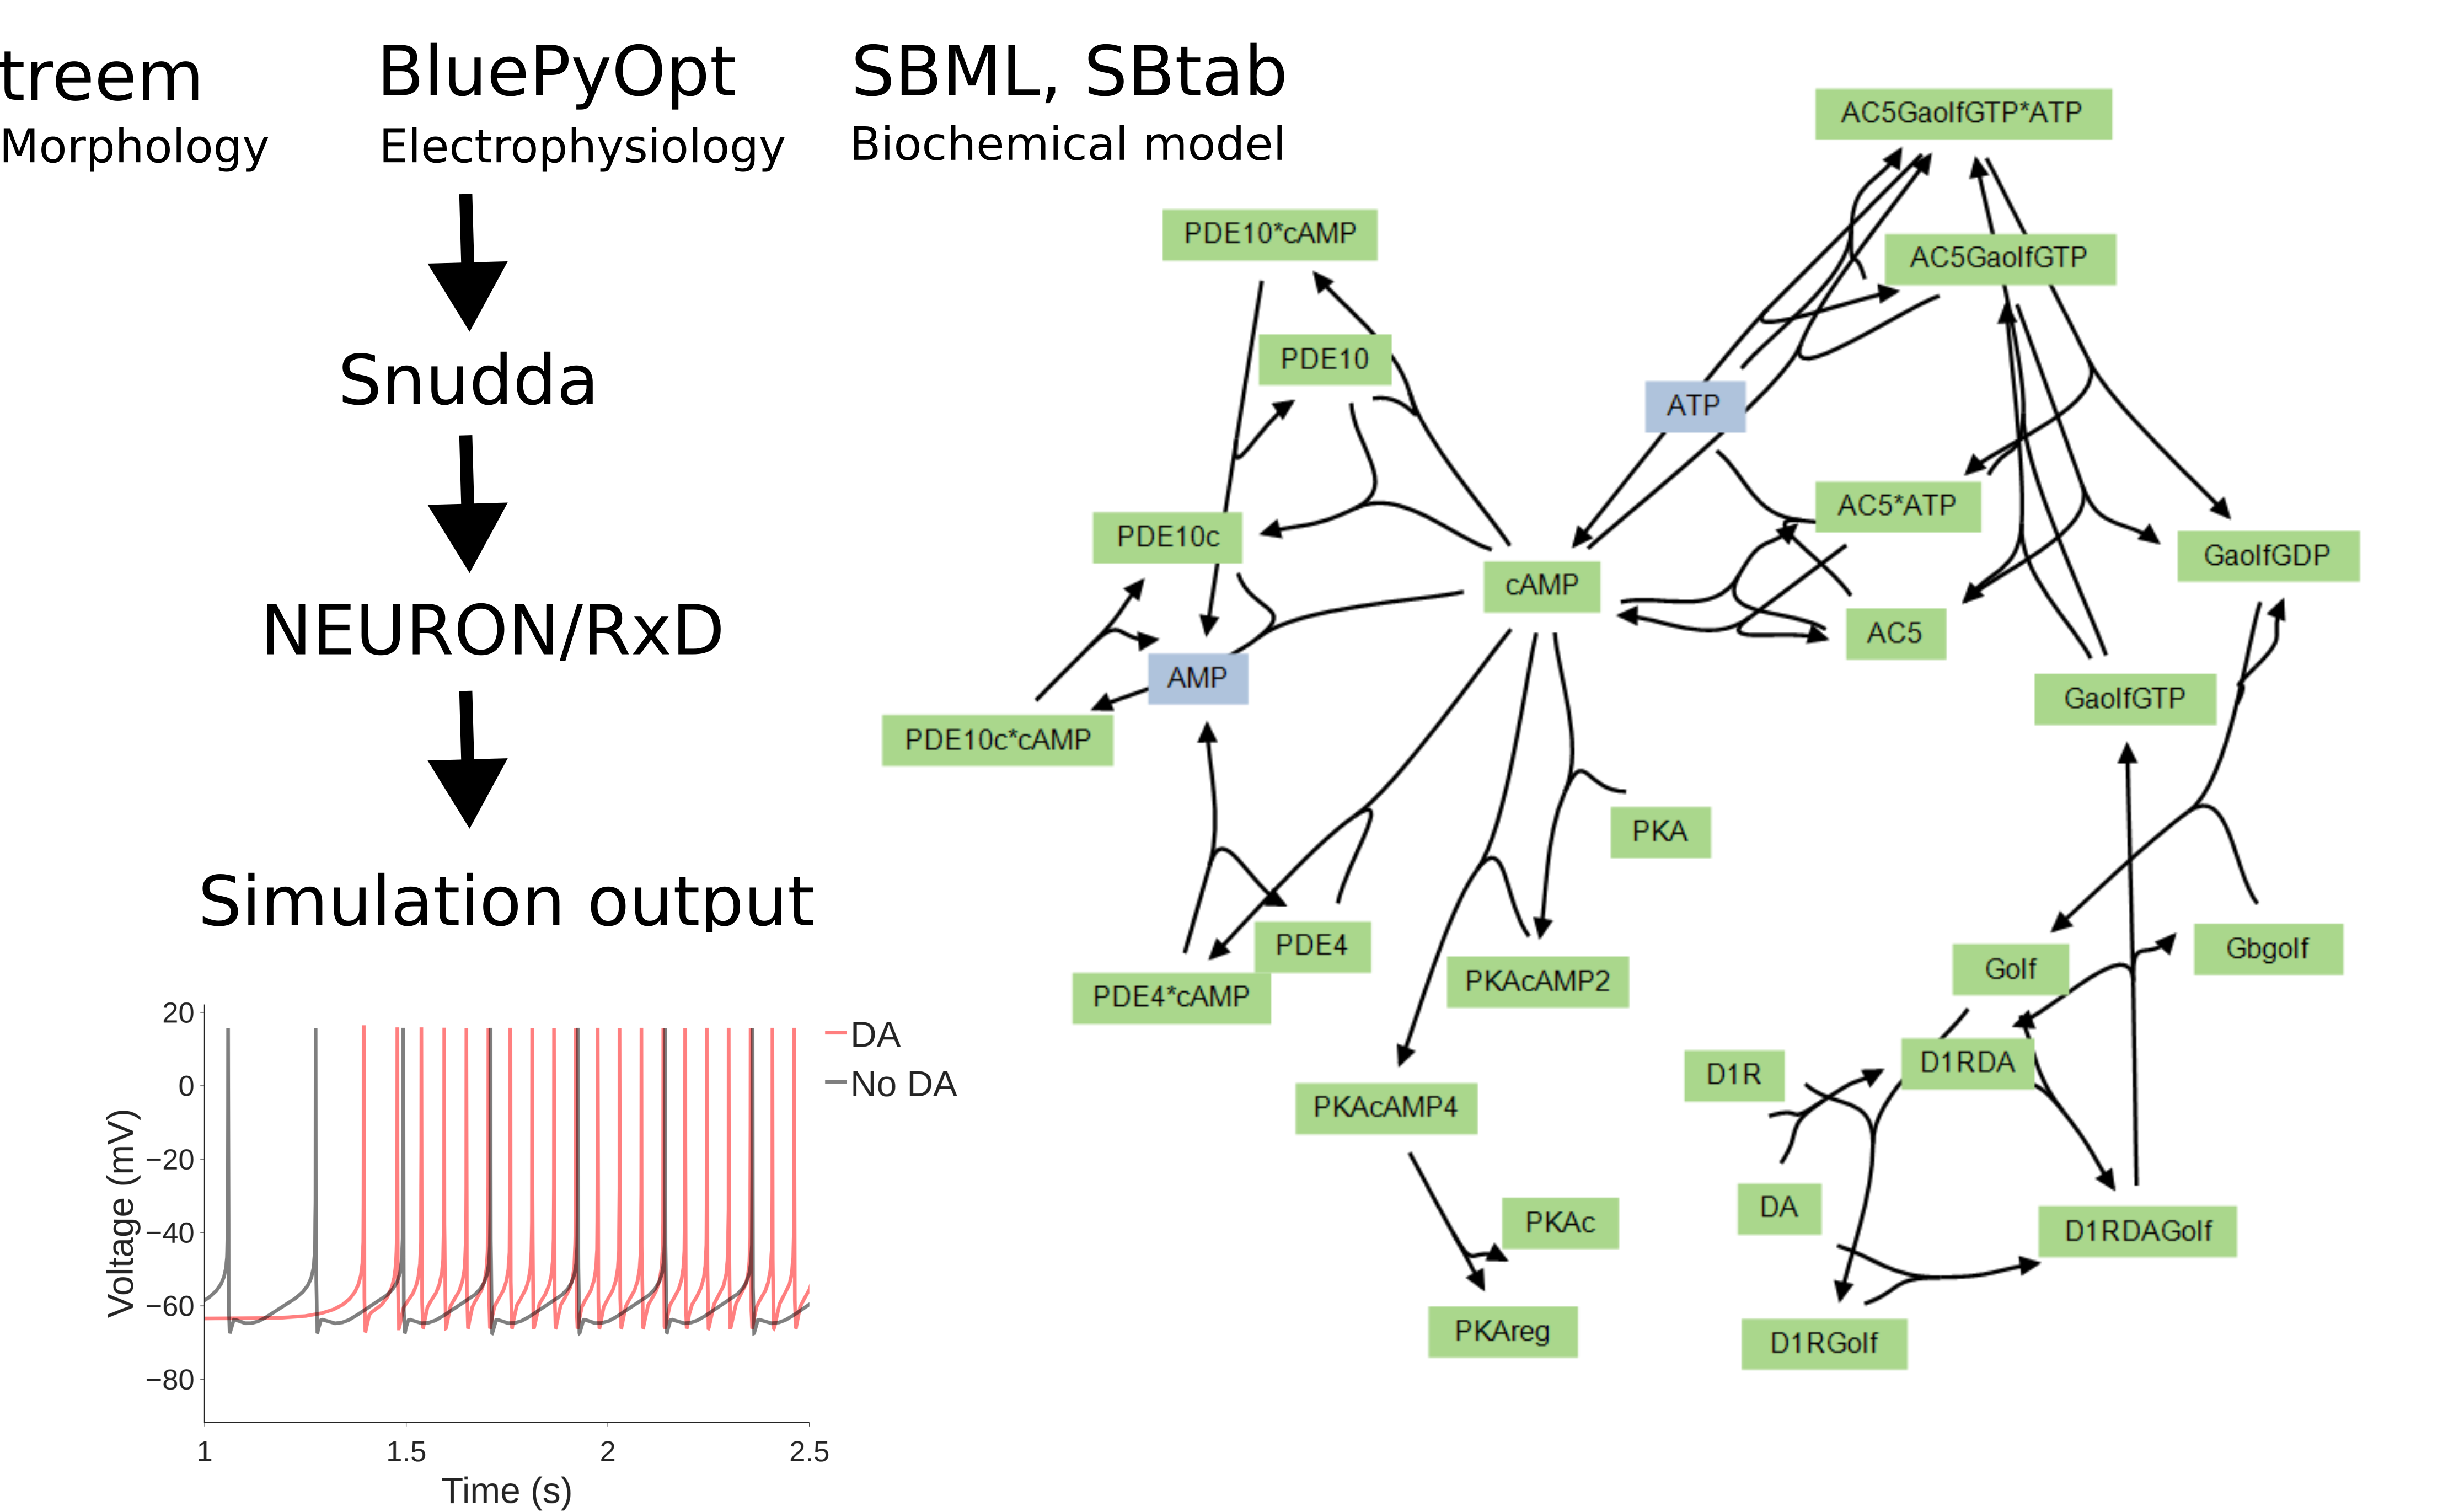 treem
Morphology
BluePyOpt
Electrophysiology
SBML, SBtab
Biochemical model
Snudda
NEURON/RxD
Simulation output
20
0
−20
−40
−60
−80
Voltage (mV)
1
1.5
2
2.5
Time (s)
DA
No DA
AC5GaolfGTP*ATP
PDE10*cAMP
AC5GaolfGTP
PDE10
ATP
AC5*ATP
PDE10c
GaolfGDP
cAMP
AC5
AMP
GaolfGTP
PDE10c*cAMP
PKA
PDE4
Gbgolf
Golf
PKAcAMP2
PDE4*cAMP
D1RDA
D1R
PKAcAMP4
DA
PKAc
D1RDAGolf
PKAreg
D1RGolf